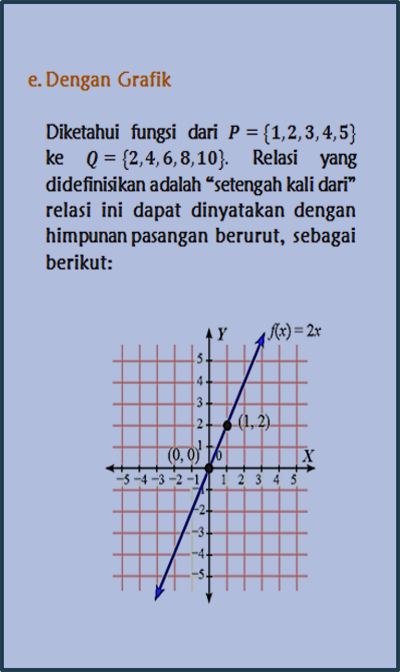 e. Dengan Grafik
Diketahui fungsi dari P = {1,2,3,4,5}
ke Q = {2,4,6,8,10}. Relasi yang
didefinisikan adalah “setengah kali dari”
relasi ini dapat dinyatakan dengan
himpunan pasangan berurut, sebagai
berikut:
Y
f(x) = 2x
5
4
3
2
(1, 2)
1
(0, 0)
0
X
-5 -4 -3 -2 -1 1 2 3 4 5
-1
-2
-3
-4
-5